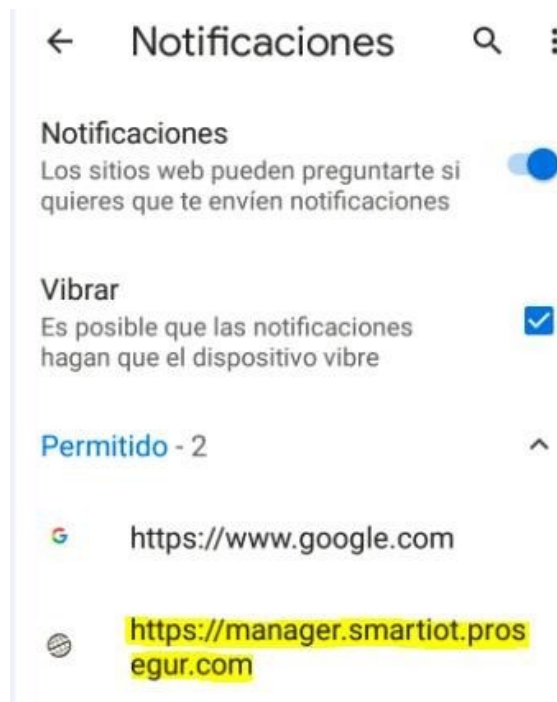 Notificaciones
Notificaciones
Los sitios web pueden preguntarte si
quieres que te envíen notificaciones
Vibrar
Es posible que las notificaciones
hagan que el dispositivo vibre
Permitido - 2
https://www.google.com
https://manager.smartiot.pros
egur.com